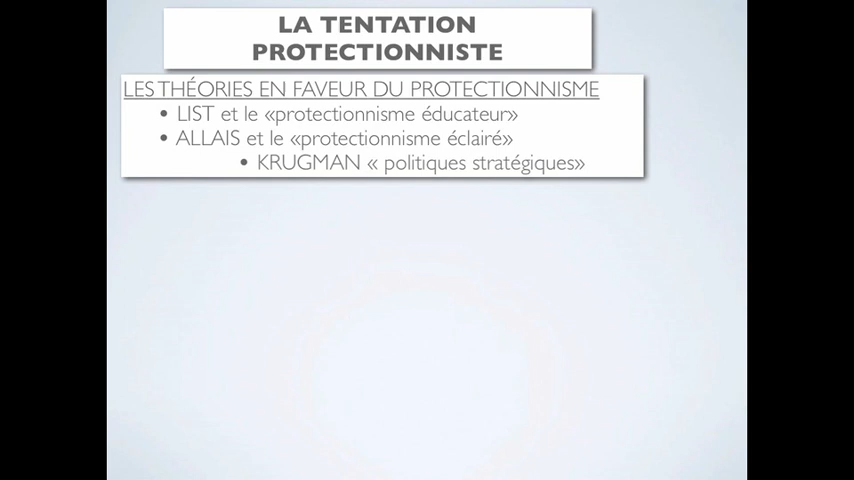 LA TENTATION
PROTECTIONNISTE
LES THÉORIES EN FAVEUR DU PROTECTIONNISME
• LIST et le «protectionnisme éducateur»
• ALLAIS et le «protectionnisme éclairé»
• KRUGMAN « politiques stratégiques»